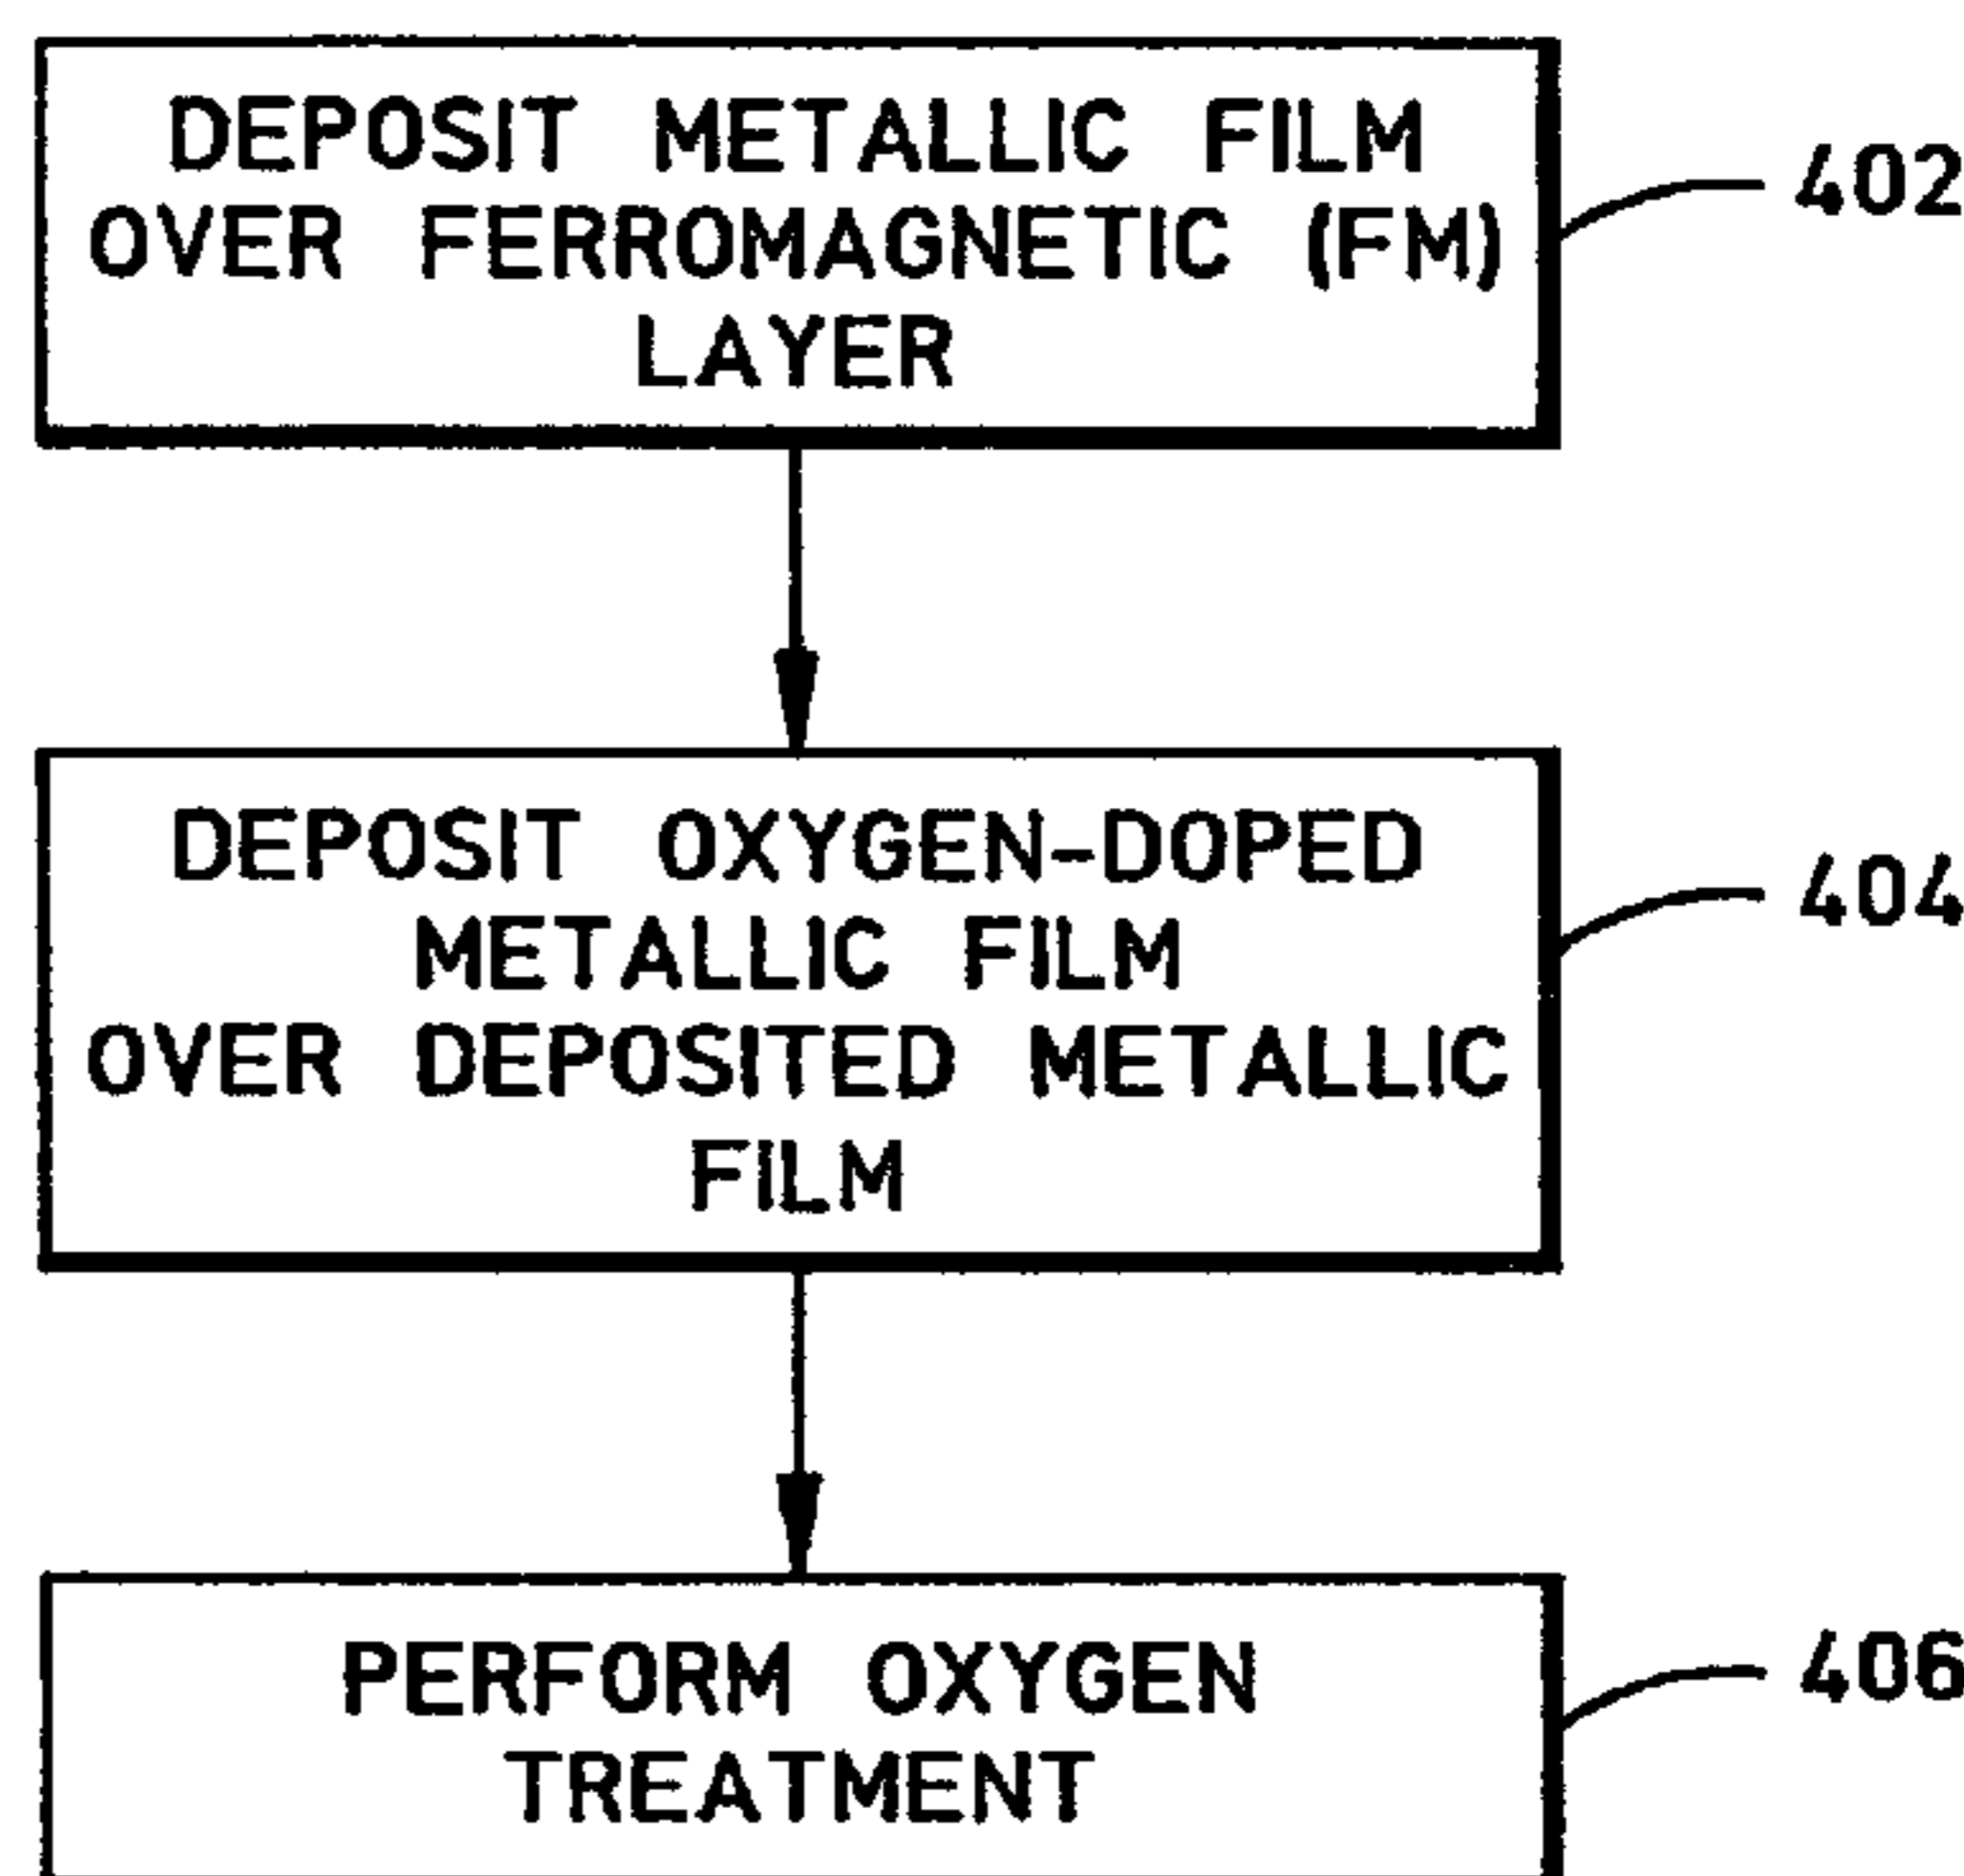 DEPOSIT METALLIC FILM
OVER FERROMAGNETIC (FM)
LAYER
402
DEPOSIT OXYGEN-DOPED
METALLIC FILM
OVER DEPOSITED METALLIC
FILM
404
PERFORM OXYGEN
TREATMENT
406